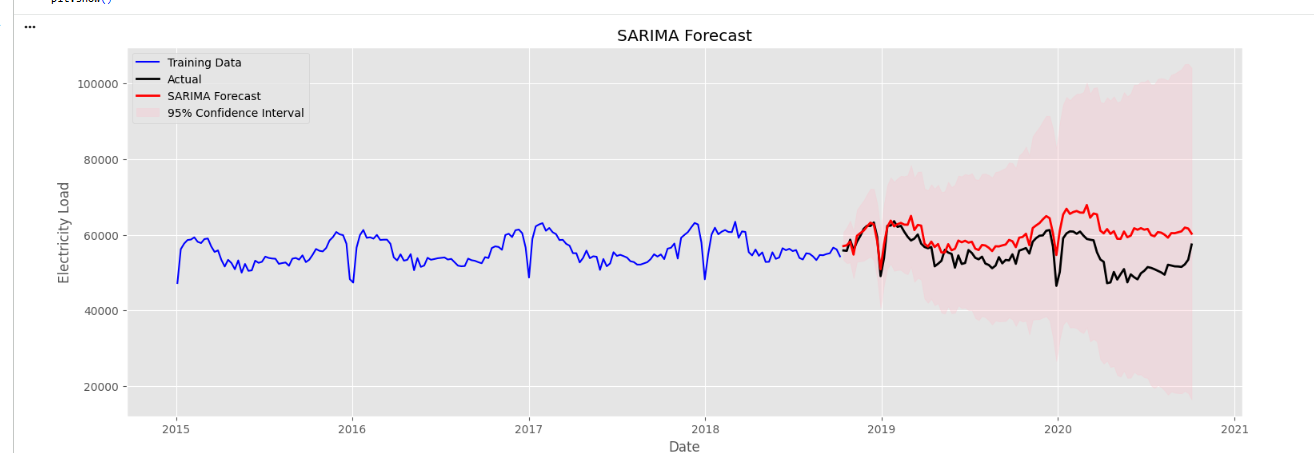 plt.show()
...
SARIMA Forecast
Training Data
Actual
SARIMA Forecast
95% Confidence Interval
100000
80000
60000
40000
20000
Electricity Load
2015 2016 2017 2018 2019 2020 2021
Date